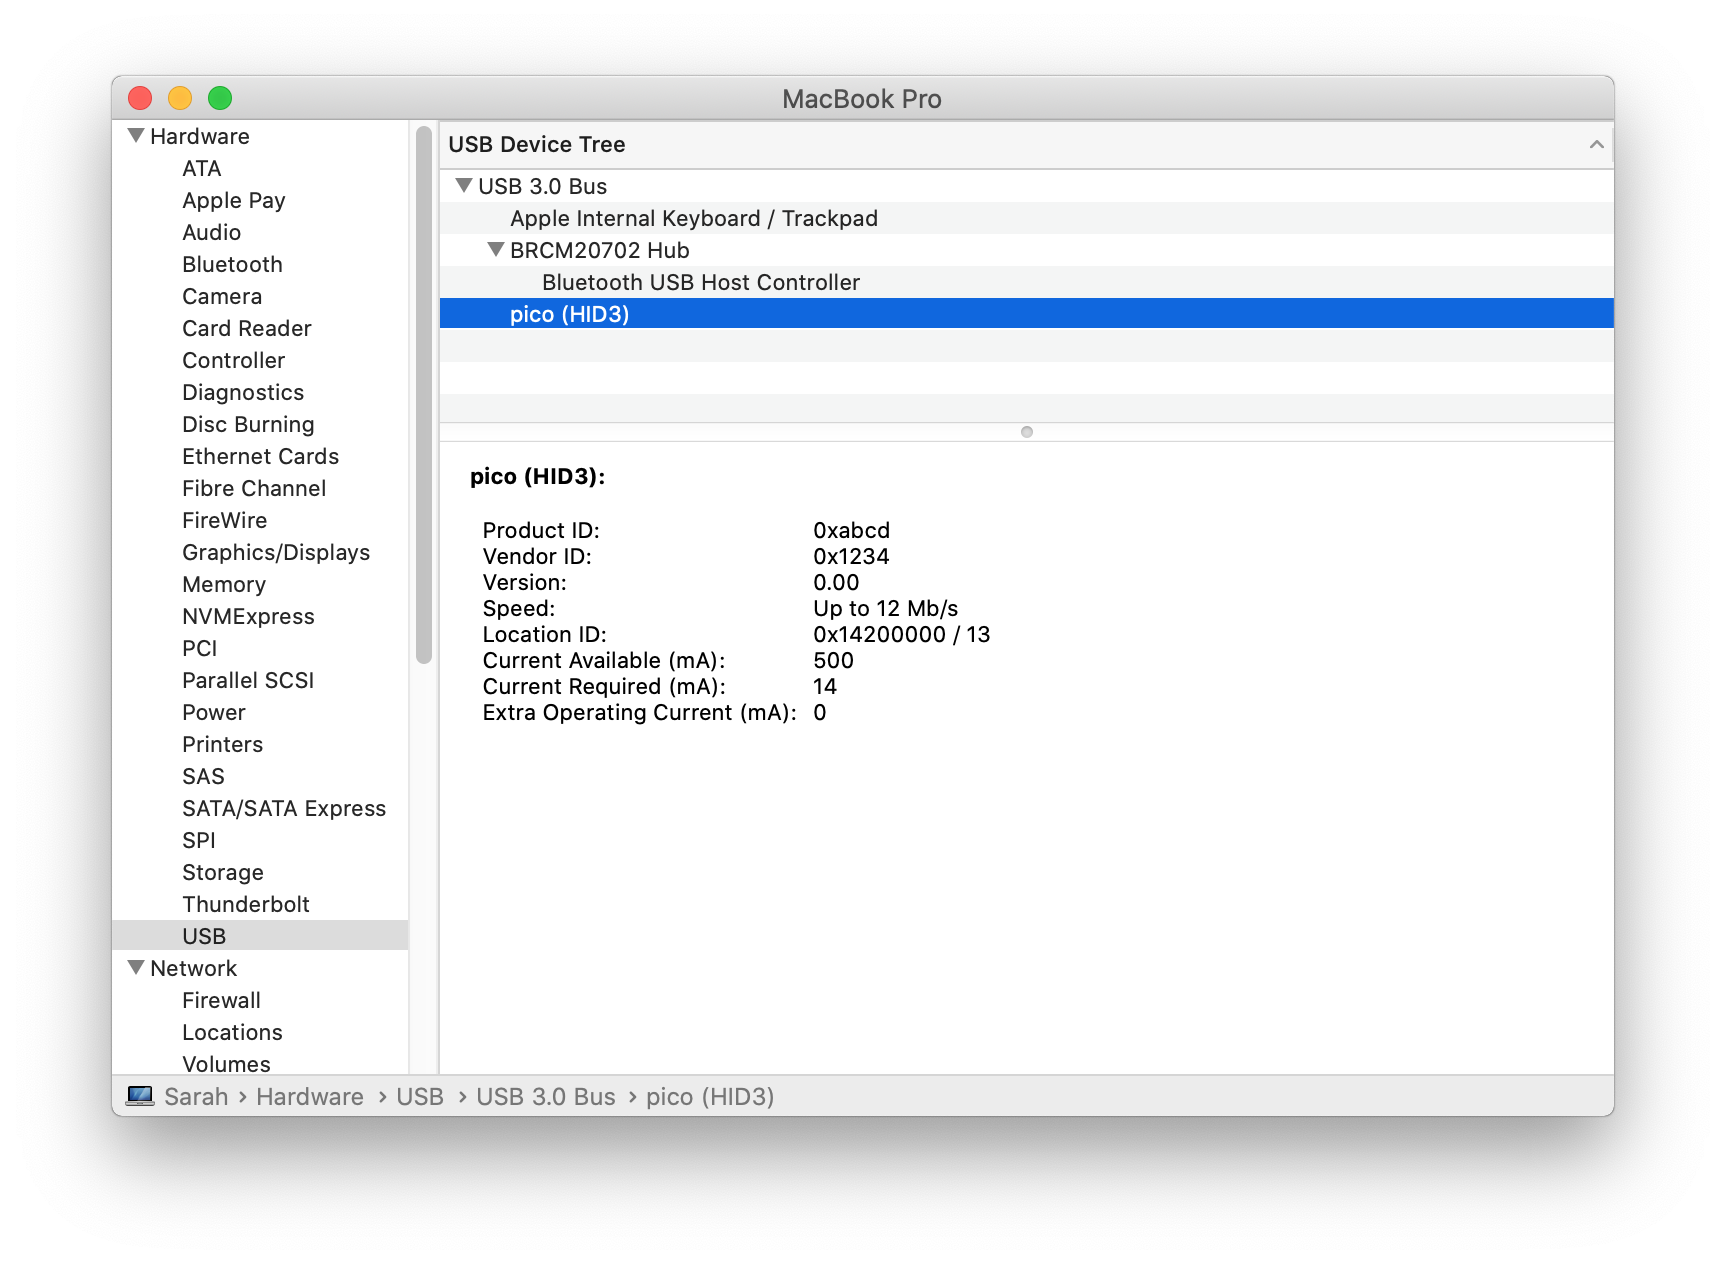 MacBook Pro
Hardware
ATA
Apple Pay
Audio
Bluetooth
Camera
Card Reader
Controller
Diagnostics
Disc Burning
Ethernet Cards
Fibre Channel
FireWire
Graphics/Displays
Memory
NVMExpress
PCI
Parallel SCSI
Power
Printers
SAS
SATA/SATA Express
SPI
Storage
Thunderbolt
USB
Network
Firewall
Locations
Volumes
USB Device Tree
USB 3.0 Bus
Apple Internal Keyboard / Trackpad
BRCM20702 Hub
Bluetooth USB Host Controller
pico (HID3)
pico (HID3):
Product ID: 0xabcd
Vendor ID: 0x1234
Version: 0.00
Speed: Up to 12 Mb/s
Location ID: 0x14200000 / 13
Current Available (mA): 500
Current Required (mA): 14
Extra Operating Current (mA): 0
Sarah › Hardware › USB › USB 3.0 Bus › pico (HID3)